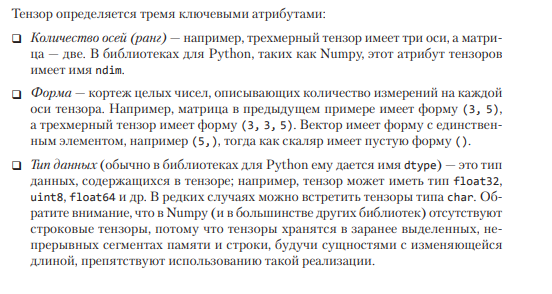 Тензор определяется тремя ключевыми атрибутами:
❏ Количество осей (ранг) — например, трехмерный тензор имеет три оси, а матри-
ца — две. В библиотеках для Python, таких как Numpy, этот атрибут тензоров
имеет имя ndim.
❏ Форма — кортеж целых чисел, описывающих количество измерений на каждой
оси тензора. Например, матрица в предыдущем примере имеет форму (3, 5),
а трехмерный тензор имеет форму (3, 3, 5). Вектор имеет форму с единствен-
ным элементом, например (5,), тогда как скаляр имеет пустую форму ().
❏ Тип данных (обычно в библиотеках для Python ему дается имя dtype) — это тип
данных, содержащихся в тензоре; например, тензор может иметь тип float32,
uint8, float64 и др. В редких случаях можно встретить тензоры типа char. Об-
ратите внимание, что в Numpy (и в большинстве других библиотек) отсутствуют
строковые тензоры, потому что тензоры хранятся в заранее выделенных, не-
прерывных сегментах памяти и строки, будучи сущностями с изменяющейся
длиной, препятствуют использованию такой реализации.